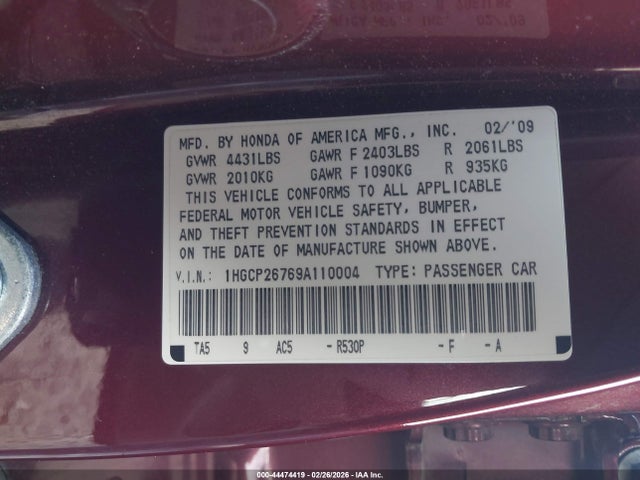 MFD. BY HONDA OF AMERICA MFG., INC. 02/'09
GVWR 4431LBS GAWR F 2403LBS R 2061LBS
GVWR 2010KG GAWR F 1090KG R 935KG
THIS VEHICLE CONFORMS TO ALL APPLICABLE
FEDERAL MOTOR VEHICLE SAFETY, BUMPER,
AND THEFT PREVENTION STANDARDS IN EFFECT
ON THE DATE OF MANUFACTURE SHOWN ABOVE.
V.I.N.: 1HGCP26769A110004 TYPE: PASSENGER CAR
TA5 9 AC5 -R530P -F -A
000-44474419 | 02/26/2026 - IAA Inc.